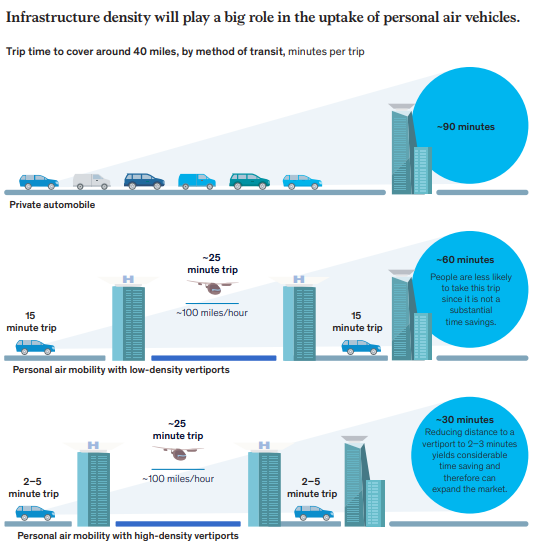 Infrastructure density will play a big role in the uptake of personal air vehicles.
Trip time to cover around 40 miles, by method of transit, minutes per trip
~90 minutes
Private automobile
15
minute trip
H
~25
minute trip
~100 miles/hour
H
15
minute trip
~60 minutes
People are less likely
to take this trip
since it is not a
substantial
time savings.
Personal air mobility with low-density vertiports
2–5
minute trip
H
~25
minute trip
~100 miles/hour
H
2–5
minute trip
~30 minutes
Reducing distance to a
vertiport to 2–3 minutes
yields considerable
time saving and
therefore can
expand the market.
Personal air mobility with high-density vertiports